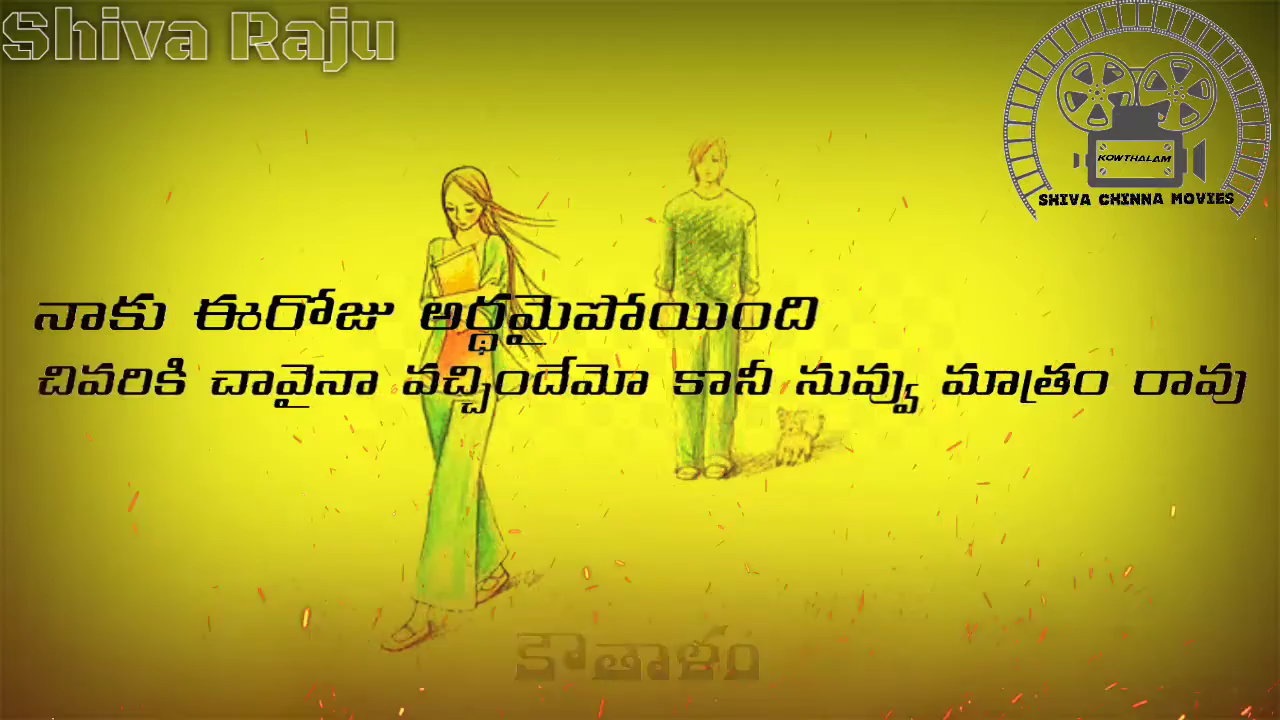 Shiva Raju
KOWTHALAM
SHIVA CHINNA MOVIES
నాకు ఈరోజు అర్థమైపోయింది
చివరికి చావైనా వచ్చిందేమో కానీ నువ్వు మాత్రం రావు
కౌతాళం